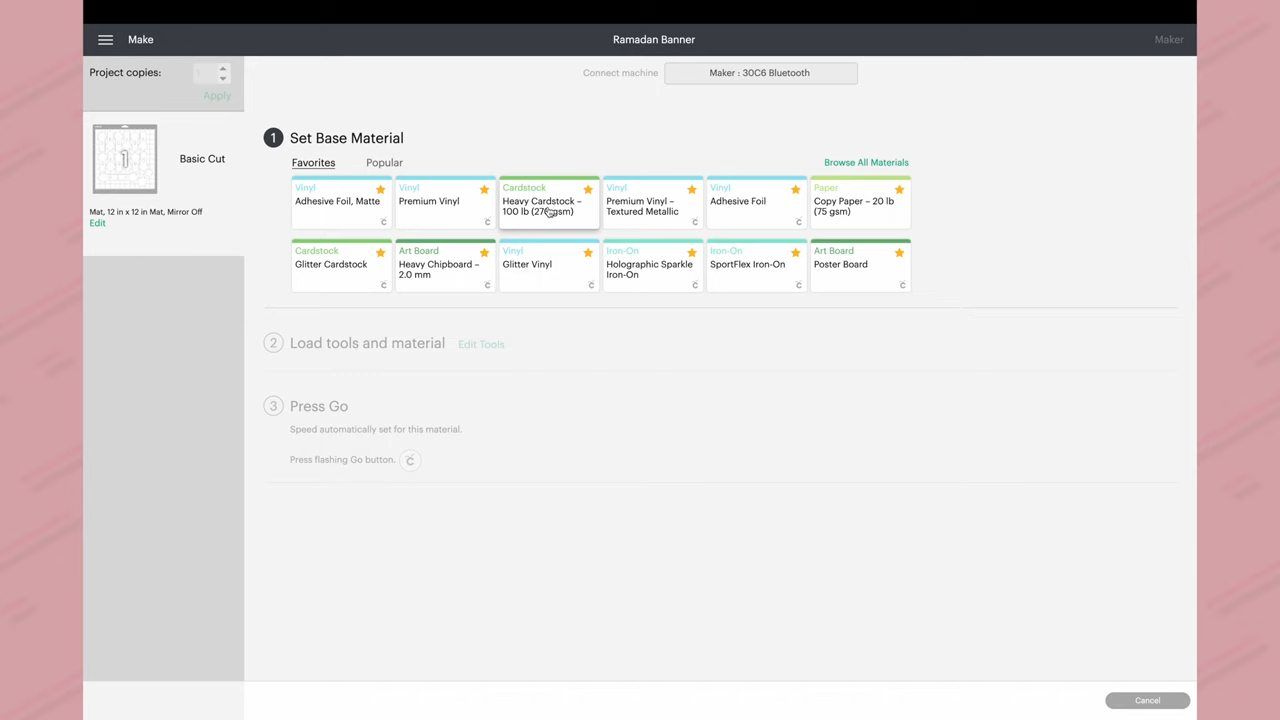 Make
Ramadan Banner
Maker
Project copies:
Apply
Connect machine
Maker : 30C6 Bluetooth
1
Basic Cut
Mat, 12 in x 12 in Mat, Mirror Off
Edit
1 Set Base Material
Favorites
Popular
Browse All Materials
Vinyl
Adhesive Foil, Matte
Vinyl
Premium Vinyl
Cardstock
Heavy Cardstock –
100 lb (270 gsm)
Vinyl
Premium Vinyl –
Textured Metallic
Vinyl
Adhesive Foil
Paper
Copy Paper – 20 lb
(75 gsm)
Cardstock
Glitter Cardstock
Art Board
Heavy Chipboard –
2.0 mm
Vinyl
Glitter Vinyl
Iron-On
Holographic Sparkle
Iron-On
Iron-On
SportFlex Iron-On
Art Board
Poster Board
2 Load tools and material
Edit Tools
3 Press Go
Speed automatically set for this material.
Press flashing Go button.
Cancel